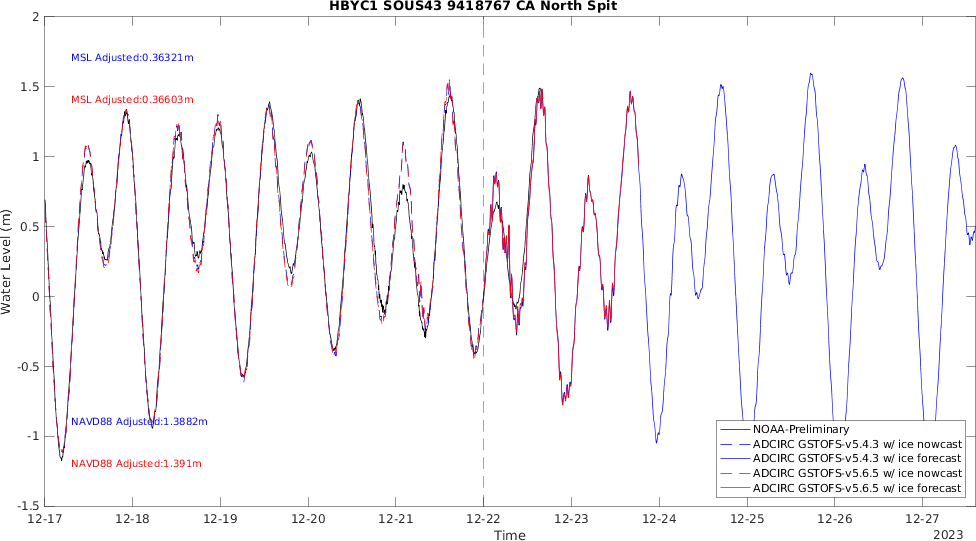 HBYC1 SOUS43 9418767 CA North Spit
2
1.5
1
0.5
0
-0.5
-1
-1.5
Water Level (m)
MSL Adjusted:0.36321m
MSL Adjusted:0.36603m
NAVD88 Adjusted:1.3882m
NAVD88 Adjusted:1.391m
NOAA-Preliminary
ADCIRC GSTOFS-v5.4.3 w/ ice nowcast
ADCIRC GSTOFS-v5.4.3 w/ ice forecast
ADCIRC GSTOFS-v5.6.5 w/ ice nowcast
ADCIRC GSTOFS-v5.6.5 w/ ice forecast
12-17 12-18 12-19 12-20 12-21 12-22 12-23 12-24 12-25 12-26 12-27
Time
2023